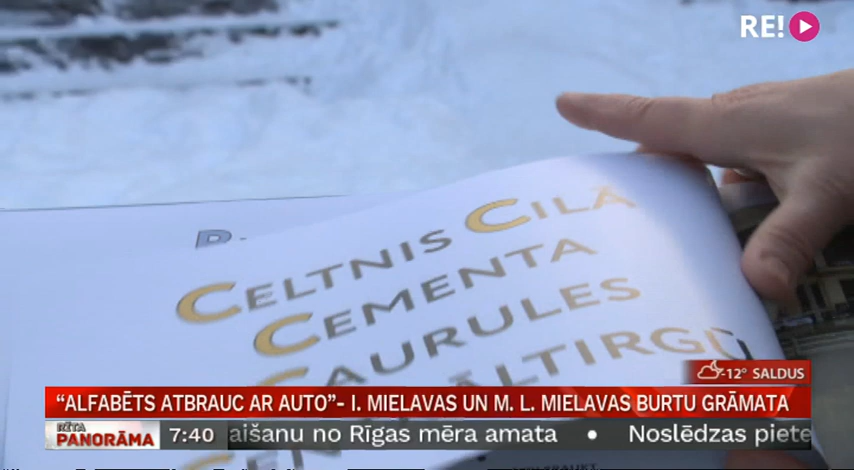 RE!
D.
CELTNIS CILĀ
CEMENTA
CAURULES
-12° SALDUS
“ALFABĒTS ATBRAUC AR AUTO”- I. MIELAVAS UN M. L. MIELAVAS BURTU GRĀMATA
RĪTA
PANORĀMA
7:40 aišanu no Rīgas mēra amata • Noslēdzas piete